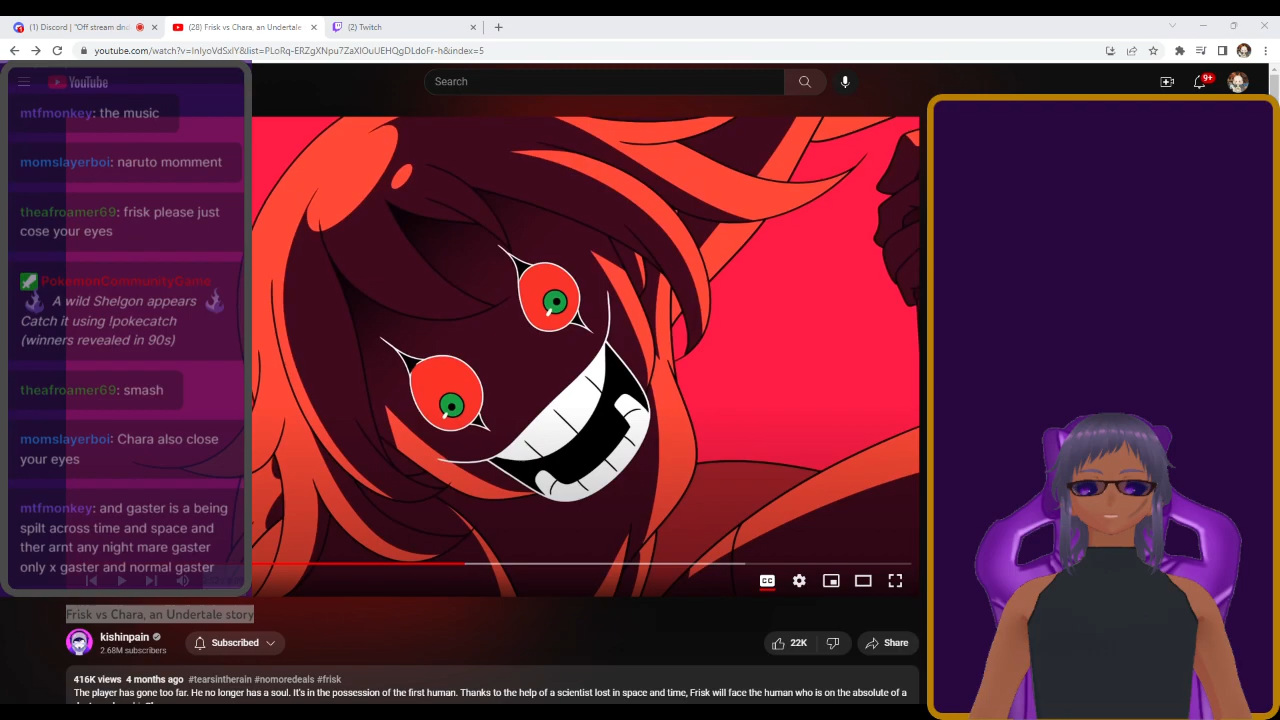 (1) Discord | "Off stream dnd
(28) Frisk vs Chara, an Undertale
(2) Twitch
youtube.com/watch?v=InIyoVdSxlY&list=PLoRq-ERZgXNpu7ZaXIOuUEHQgDLdoFr-h&index=5
YouTube
Search
9+
mtfmonkey: the music
momslayerboi: naruto momment
theafroamer69: frisk please just
cose your eyes
PokemonCommunityGame
A wild Shelgon appears
Catch it using !pokecatch
(winners revealed in 90s)
theafroamer69: smash
momslayerboi: Chara also close
your eyes
mtfmonkey: and gaster is a being
spilt across time and space and
ther arnt any night mare gaster
only x gaster and normal gaster
CC
Frisk vs Chara, an Undertale story
kishinpain
2.68M subscribers
Subscribed
22K
Share
416K views 4 months ago #tearsintherain #nomoredeals #frisk
The player has gone too far. He no longer has a soul. It's in the possession of the first human. Thanks to the help of a scientist lost in space and time, Frisk will face the human who is on the absolute of a